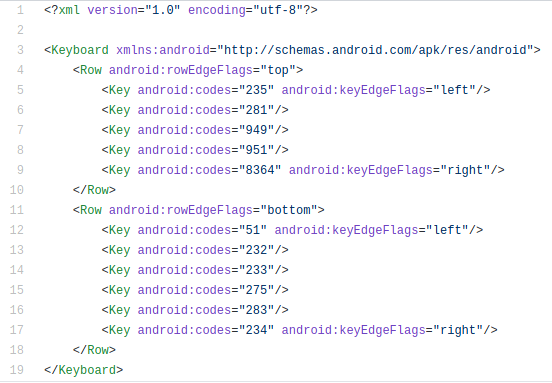 1 <?xml version="1.0" encoding="utf-8"?>
2
3 <Keyboard xmlns:android="http://schemas.android.com/apk/res/android">
4     <Row android:rowEdgeFlags="top">
5         <Key android:codes="235" android:keyEdgeFlags="left"/>
6         <Key android:codes="281"/>
7         <Key android:codes="949"/>
8         <Key android:codes="951"/>
9         <Key android:codes="8364" android:keyEdgeFlags="right"/>
10     </Row>
11     <Row android:rowEdgeFlags="bottom">
12         <Key android:codes="51" android:keyEdgeFlags="left"/>
13         <Key android:codes="232"/>
14         <Key android:codes="233"/>
15         <Key android:codes="275"/>
16         <Key android:codes="283"/>
17         <Key android:codes="234" android:keyEdgeFlags="right"/>
18     </Row>
19 </Keyboard>